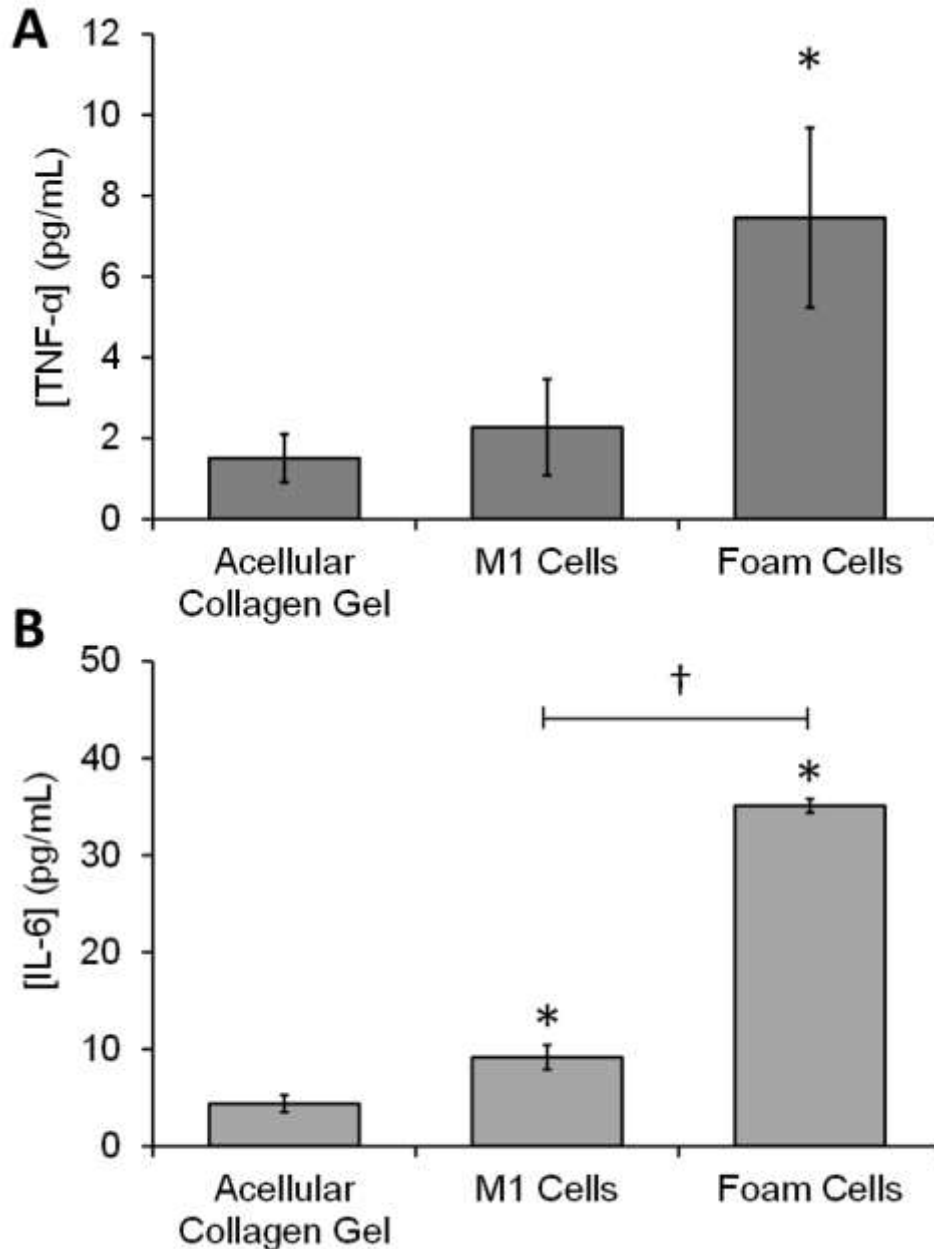 A
[TNF-α] (pg/mL)
12
10
8
6
4
2
0
*
Acellular
Collagen Gel
M1 Cells
Foam Cells
B
[IL-6] (pg/mL)
50
40
30
20
10
0
†
*
*
Acellular
Collagen Gel
M1 Cells
Foam Cells